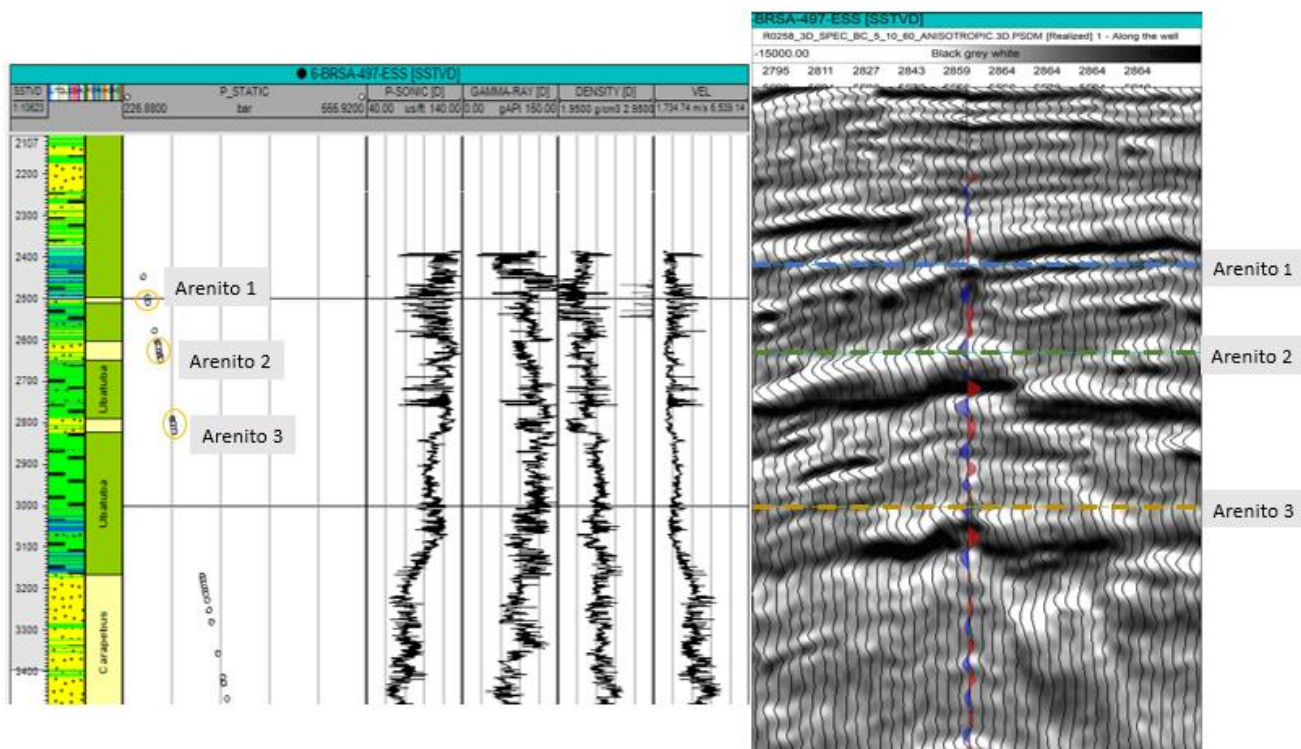 6-BRSA-497-ESS [SSTVD]
SSTVD
P_STATIC
P-SONIC [D]
GAMMA-RAY [D]
DENSITY [D]
VEL
226.8800 bar 555.9200
40.00 us/ft 140.00
0.00 gAPI 150.00
1.9500 g/cm3 2.9500
1,734.74 m/s 6,539.14
2107
2200
2300
2400
2500
2600
2700
2800
2900
3000
3100
3200
3300
3400
Ubatuba
Ubatuba
Carapebus
Arenito 1
Arenito 2
Arenito 3
-BRSA-497-ESS [SSTVD]
R0258_3D_SPEC_BC_5_10_60_ANISOTROPIC.3D.PSDM [Realized] 1 - Along the well
-15000.00 Black grey white
2795 2811 2827 2843 2859 2864 2864 2864 2864
Arenito 1
Arenito 2
Arenito 3